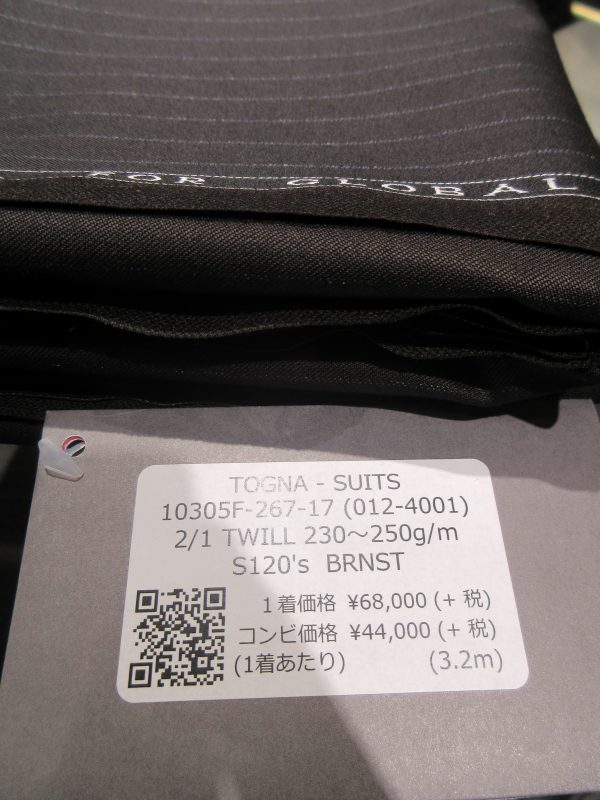 FOR GLOBAL
TOGNA - SUITS
10305F-267-17 (012-4001)
2/1 TWILL 230～250g/m
S120's BRNST
1着価格 ¥68,000 (+ 税)
コンビ価格 ¥44,000 (+ 税)
(1着あたり) (3.2m)